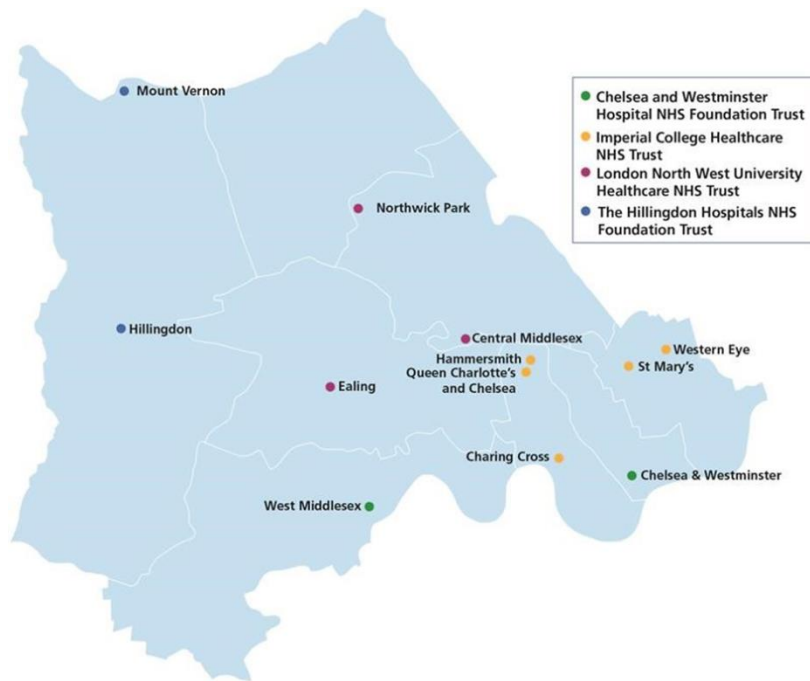 Mount Vernon
Chelsea and Westminster
Hospital NHS Foundation Trust
Imperial College Healthcare
NHS Trust
London North West University
Healthcare NHS Trust
The Hillingdon Hospitals NHS
Foundation Trust
Northwick Park
Hillingdon
Central Middlesex
Hammersmith
Queen Charlotte's
and Chelsea
Western Eye
St Mary's
Ealing
Charing Cross
Chelsea & Westminster
West Middlesex